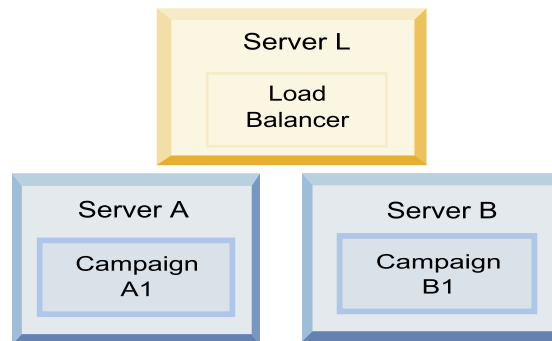 Server L
Load
Balancer
Server A
Campaign
A1
Server B
Campaign
B1